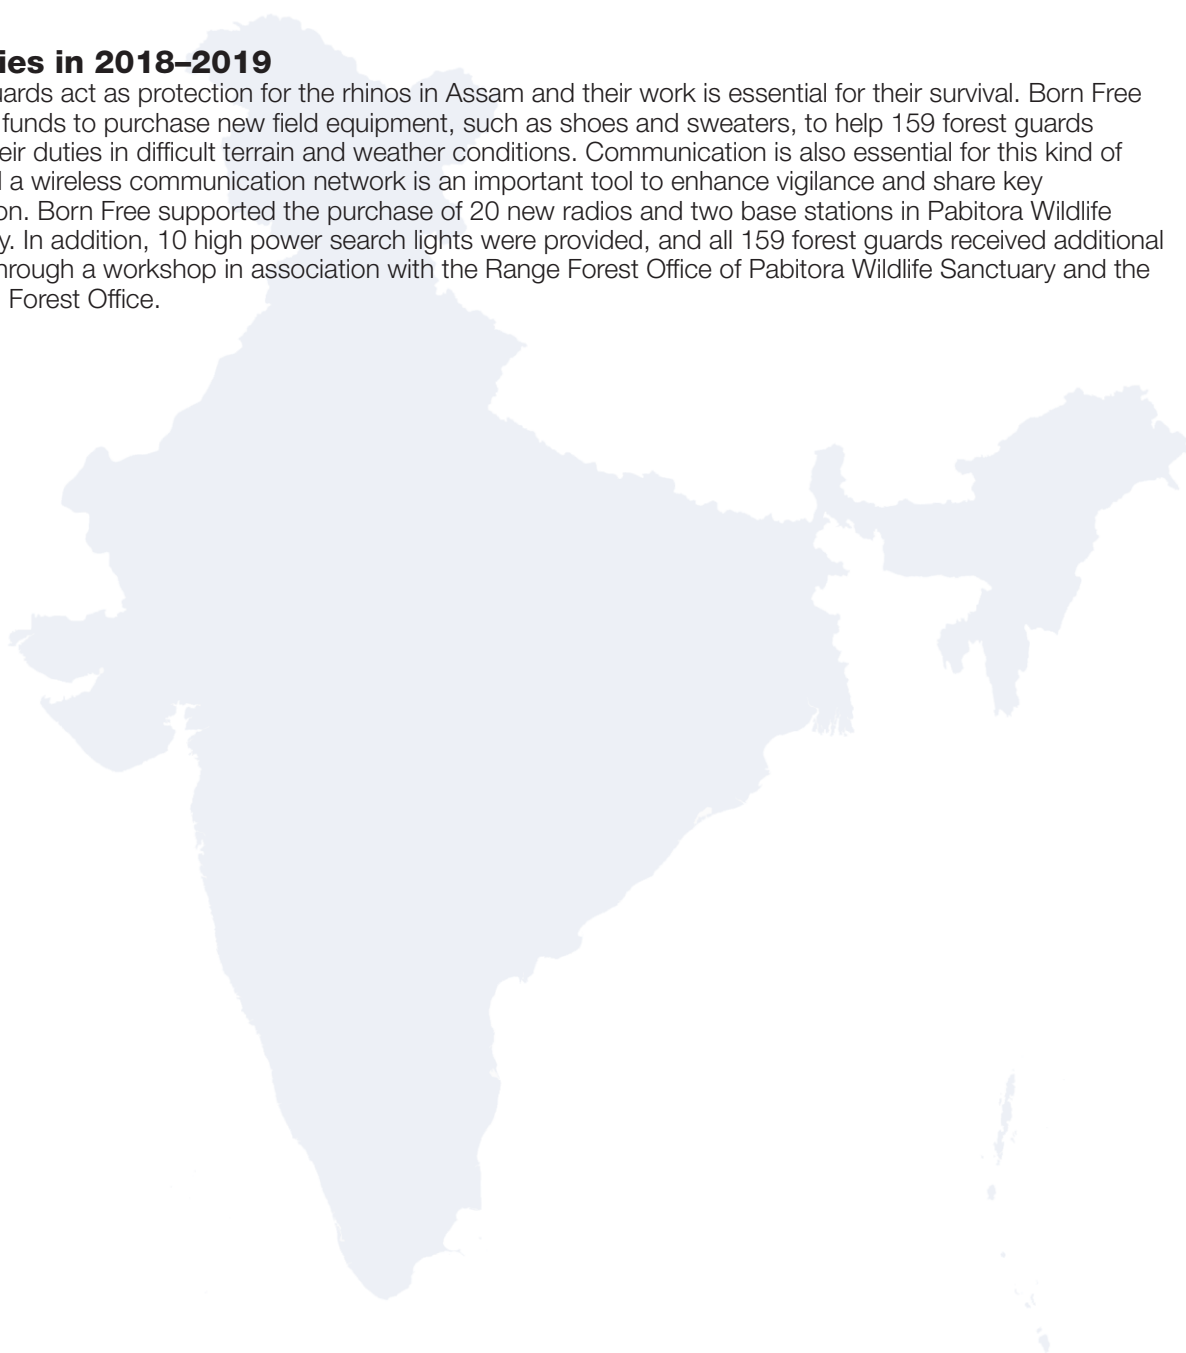 ies in 2018–2019
uards act as protection for the rhinos in Assam and their work is essential for their survival. Born Free
funds to purchase new field equipment, such as shoes and sweaters, to help 159 forest guards
eir duties in difficult terrain and weather conditions. Communication is also essential for this kind of
a wireless communication network is an important tool to enhance vigilance and share key
on. Born Free supported the purchase of 20 new radios and two base stations in Pabitora Wildlife
y. In addition, 10 high power search lights were provided, and all 159 forest guards received additional
hrough a workshop in association with the Range Forest Office of Pabitora Wildlife Sanctuary and the
Forest Office.